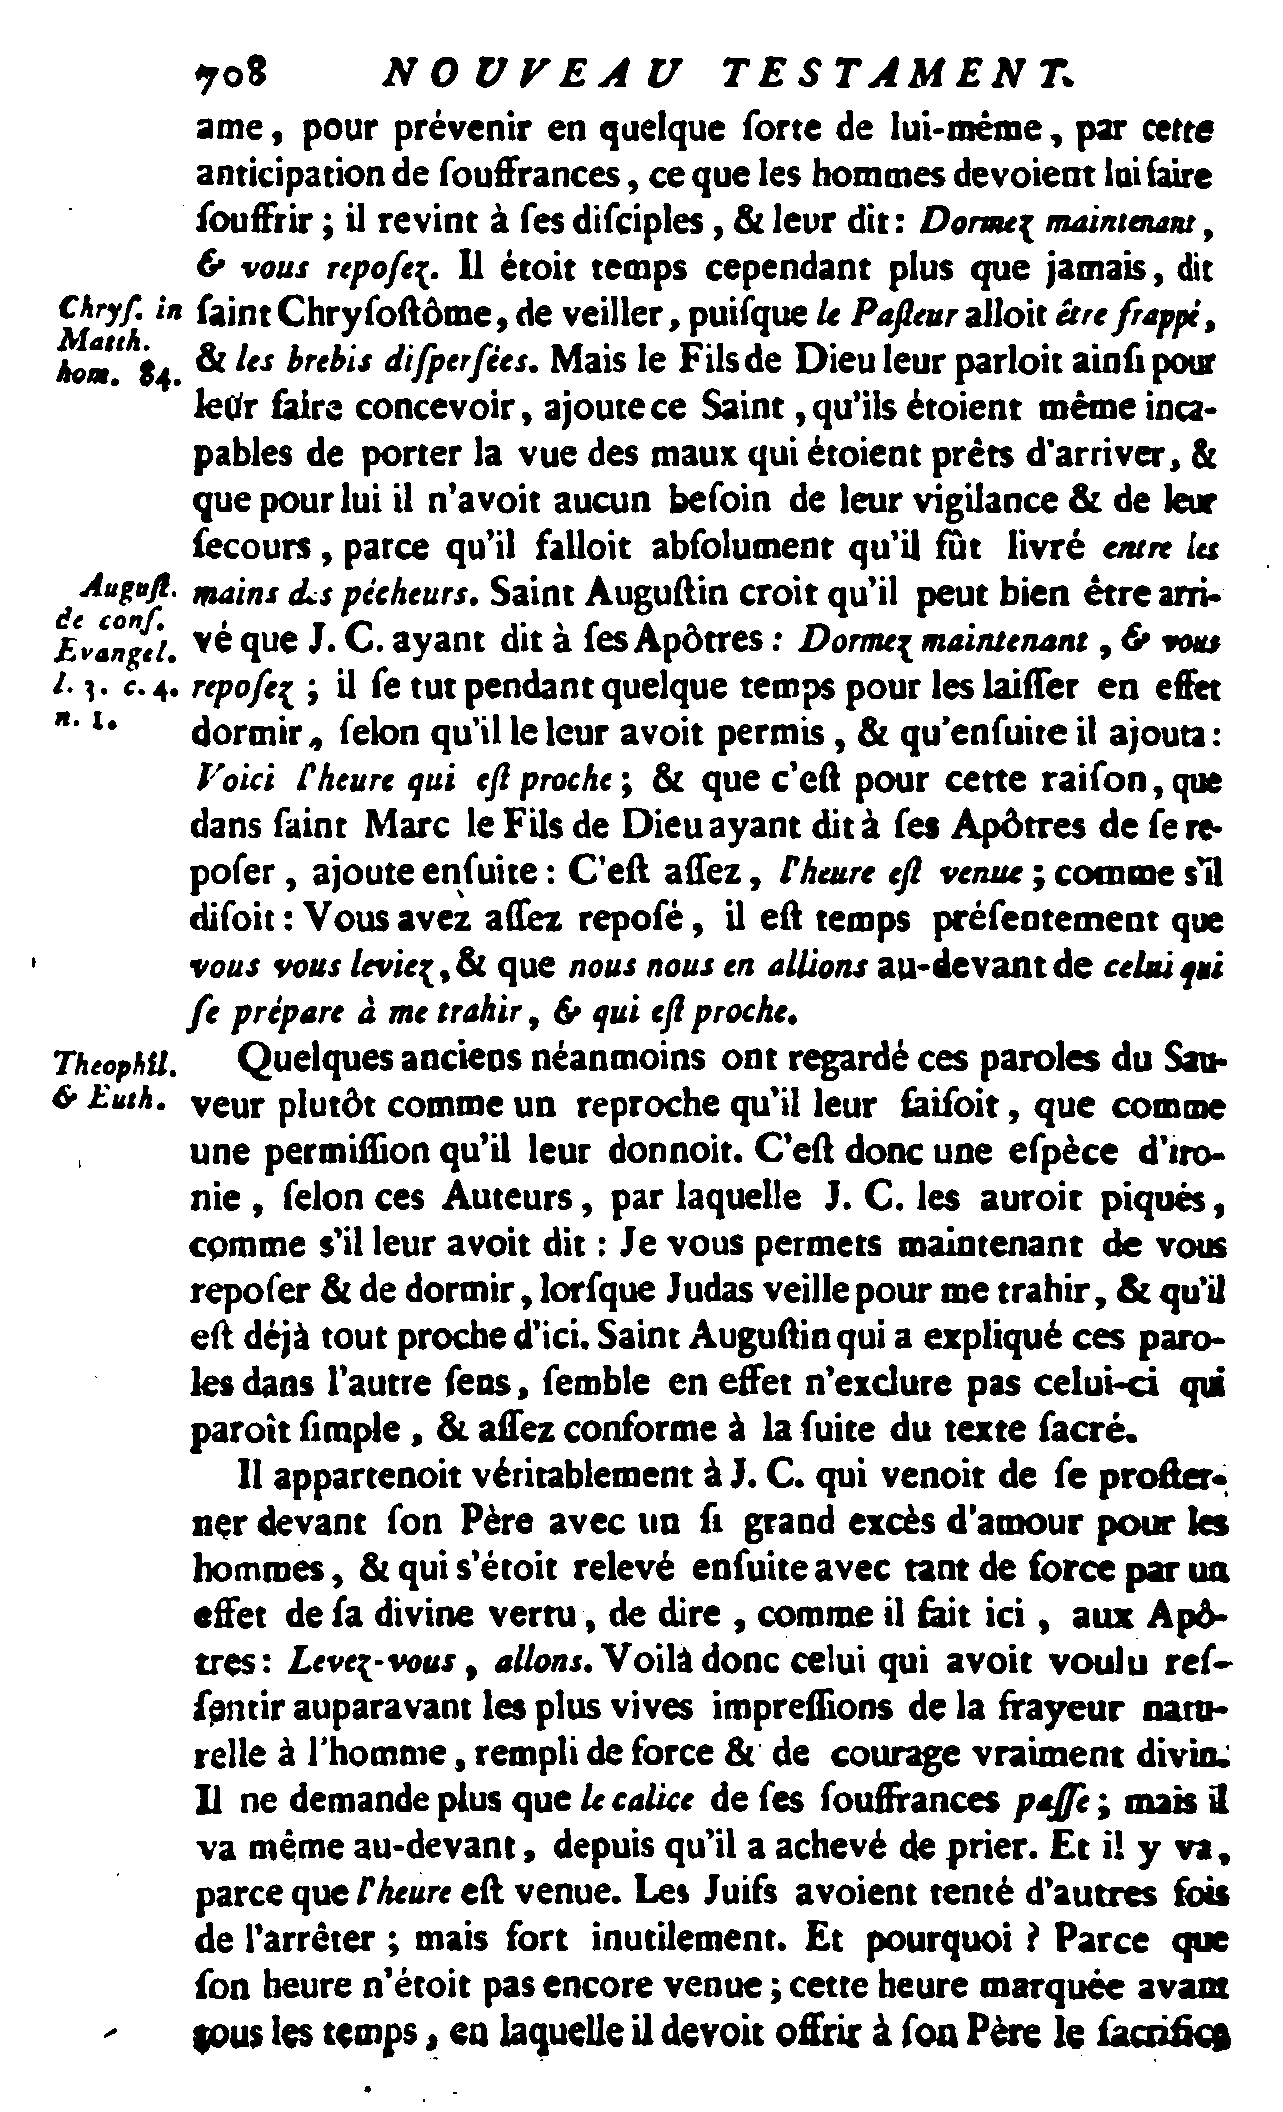 708 NOUVEAU TESTAMENT.
ame, pour prévenir en quelque ſorte de lui-même, par cette
anticipation de ſouffrances, ce que les hommes devoient lui faire
ſouffrir ; il revint à ſes diſciples, & leur dit : Dormez maintenant,
& vous repoſez. Il étoit temps cependant plus que jamais, dit
Chryſ. in
Matth.
hom. 84.
ſaint Chryſoſtôme, de veiller, puiſque le Paſteur alloit être frappé,
& les brebis diſperſées. Mais le Fils de Dieu leur parloit ainſi pour
leur faire concevoir, ajoute ce Saint, qu'ils étoient même inca-
pables de porter la vue des maux qui étoient prêts d'arriver, &
que pour lui il n'avoit aucun beſoin de leur vigilance & de leur
ſecours, parce qu'il falloit abſolument qu'il fût livré entre les
Auguſt.
de conſ.
Evangel.
l. 3. c. 4.
n. 1.
mains des pécheurs. Saint Auguſtin croit qu'il peut bien être arri-
vé que J. C. ayant dit à ſes Apôtres : Dormez maintenant, & vous
repoſez ; il ſe tut pendant quelque temps pour les laiſſer en effet
dormir, ſelon qu'il le leur avoit permis, & qu'enſuite il ajouta :
Voici l'heure qui eſt proche ; & que c'eſt pour cette raiſon, que
dans ſaint Marc le Fils de Dieu ayant dit à ſes Apôtres de ſe re-
poſer, ajoute enſuite : C'eſt aſſez, l'heure eſt venue ; comme s'il
diſoit : Vous avez aſſez repoſé, il eſt temps préſentement que
vous vous leviez, & que nous nous en allions au-devant de celui qui
ſe prépare à me trahir, & qui eſt proche.
Theophil.
& Euth.
Quelques anciens néanmoins ont regardé ces paroles du Sau-
veur plutôt comme un reproche qu'il leur faiſoit, que comme
une permiſſion qu'il leur donnoit. C'eſt donc une eſpèce d'iro-
nie, ſelon ces Auteurs, par laquelle J. C. les auroit piqués,
comme s'il leur avoit dit : Je vous permets maintenant de vous
repoſer & de dormir, lorſque Judas veille pour me trahir, & qu'il
eſt déjà tout proche d'ici. Saint Auguſtin qui a expliqué ces paro-
les dans l'autre ſens, ſemble en effet n'exclure pas celui-ci qui
paroît ſimple, & aſſez conforme à la ſuite du texte ſacré.
Il appartenoit véritablement à J. C. qui venoit de ſe proſter-
ner devant ſon Père avec un ſi grand excès d'amour pour les
hommes, & qui s'étoit relevé enſuite avec tant de force par un
effet de ſa divine vertu, de dire, comme il fait ici, aux Apô-
tres : Levez-vous, allons. Voilà donc celui qui avoit voulu reſ-
ſentir auparavant les plus vives impreſſions de la frayeur natu-
relle à l'homme, rempli de force & de courage vraiment divin.
Il ne demande plus que le calice de ſes ſouffrances paſſe ; mais il
va même au-devant, depuis qu'il a achevé de prier. Et il y va,
parce que l'heure eſt venue. Les Juifs avoient tenté d'autres fois
de l'arrêter ; mais fort inutilement. Et pourquoi ? Parce que
ſon heure n'étoit pas encore venue ; cette heure marquée avant
tous les temps, en laquelle il devoit offrir à ſon Père le ſacrifice